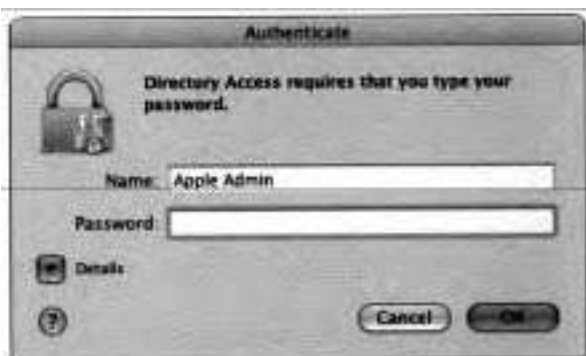 Authenticate
Directory Access requires that you type your
password.
Name: Apple Admin
Password:
Details
?
Cancel
OK